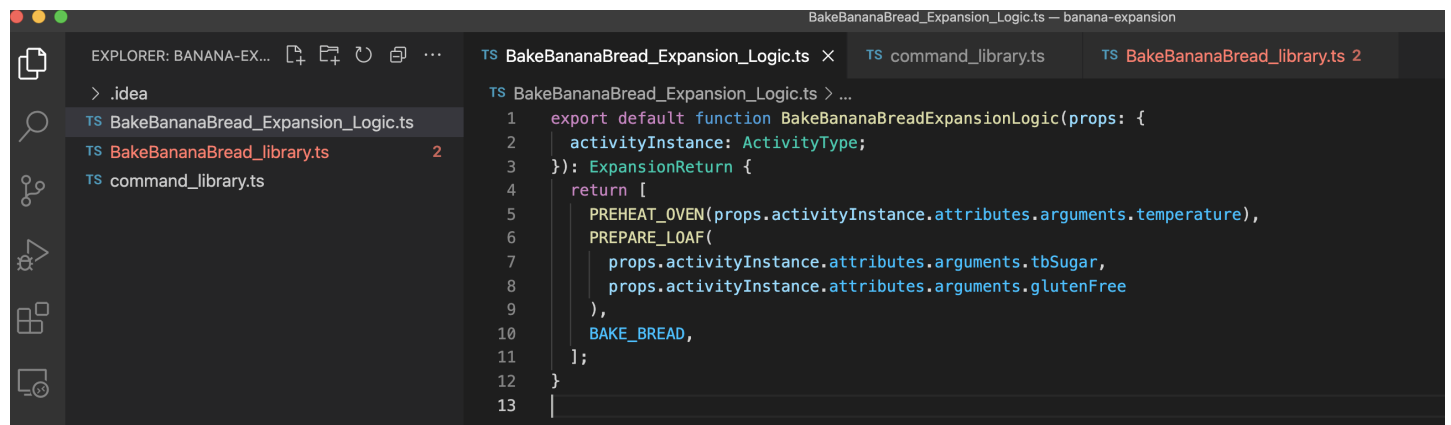 BakeBananaBread_Expansion_Logic.ts — banana-expansion
EXPLORER: BANANA-EX...
TS BakeBananaBread_Expansion_Logic.ts
TS command_library.ts
TS BakeBananaBread_library.ts 2
.idea
TS BakeBananaBread_Expansion_Logic.ts
TS BakeBananaBread_library.ts 2
TS command_library.ts
TS BakeBananaBread_Expansion_Logic.ts > ...
1 export default function BakeBananaBreadExpansionLogic(props: {
2 activityInstance: ActivityType;
3 }): ExpansionReturn {
4 return [
5 PREHEAT_OVEN(props.activityInstance.attributes.arguments.temperature),
6 PREPARE_LOAF(
7 props.activityInstance.attributes.arguments.tbSugar,
8 props.activityInstance.attributes.arguments.glutenFree
9 ),
10 BAKE_BREAD,
11 ];
12 }
13